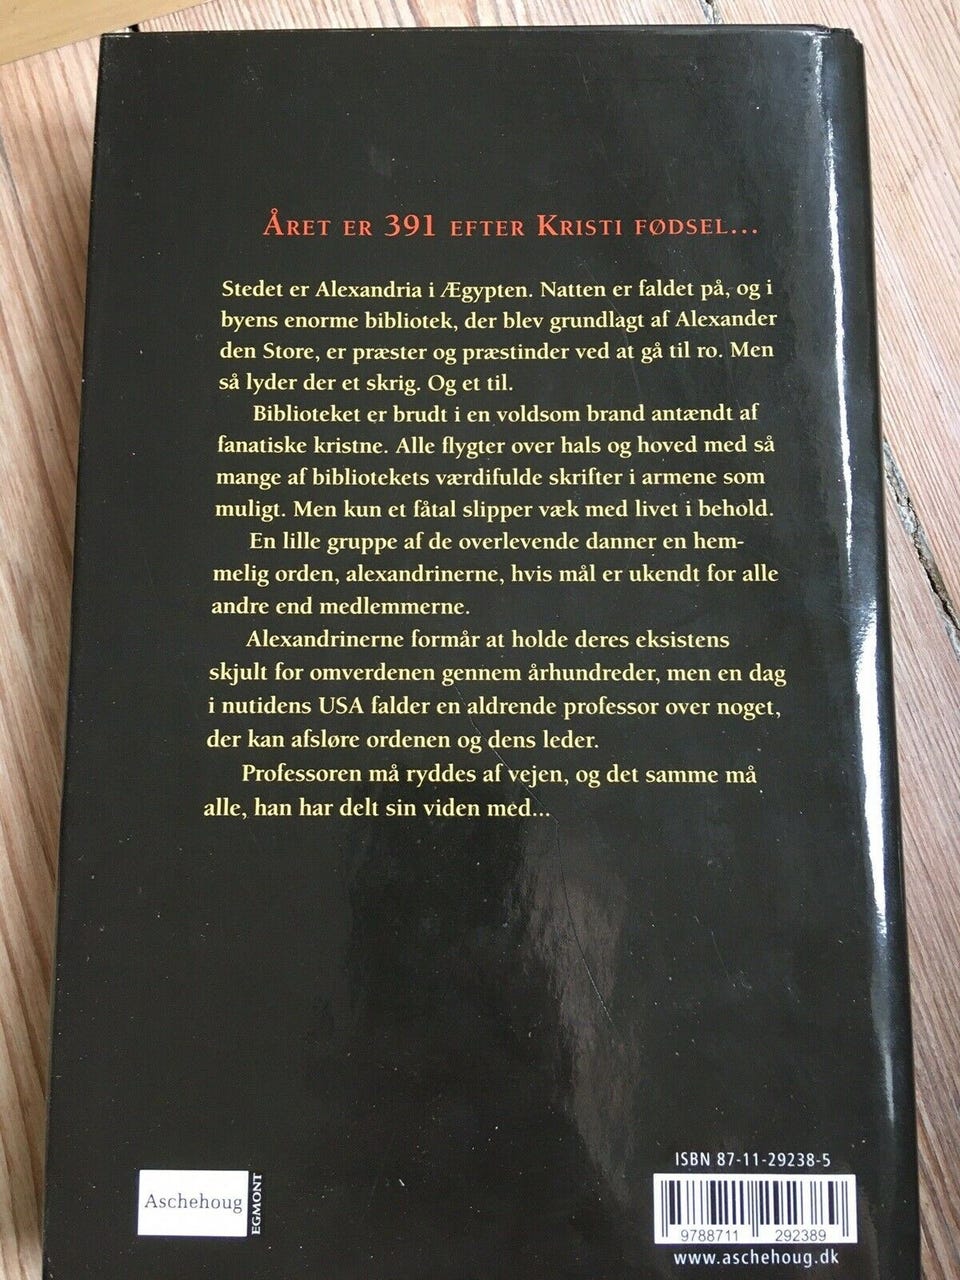 ÅRET ER 391 EFTER KRISTI FØDSEL...
Stedet er Alexandria i Ægypten. Natten er faldet på, og i
byens enorme bibliotek, der blev grundlagt af Alexander
den Store, er præster og præstinder ved at gå til ro. Men
så lyder der et skrig. Og et til.
Biblioteket er brudt i en voldsom brand antændt af
fanatiske kristne. Alle flygter over hals og hoved med så
mange af bibliotekets værdifulde skrifter i armene som
muligt. Men kun et fåtal slipper væk med livet i behold.
En lille gruppe af de overlevende danner en hem-
melig orden, alexandrinerne, hvis mål er ukendt for alle
andre end medlemmerne.
Alexandrinerne formår at holde deres eksistens
skjult for omverdenen gennem århundreder, men en dag
i nutidens USA falder en aldrende professor over noget,
der kan afsløre ordenen og dens leder.
Professoren må ryddes af vejen, og det samme må
alle, han har delt sin viden med...
Aschehoug
EGMONT
ISBN 87-11-29238-5
9788711 292389
www.aschehoug.dk